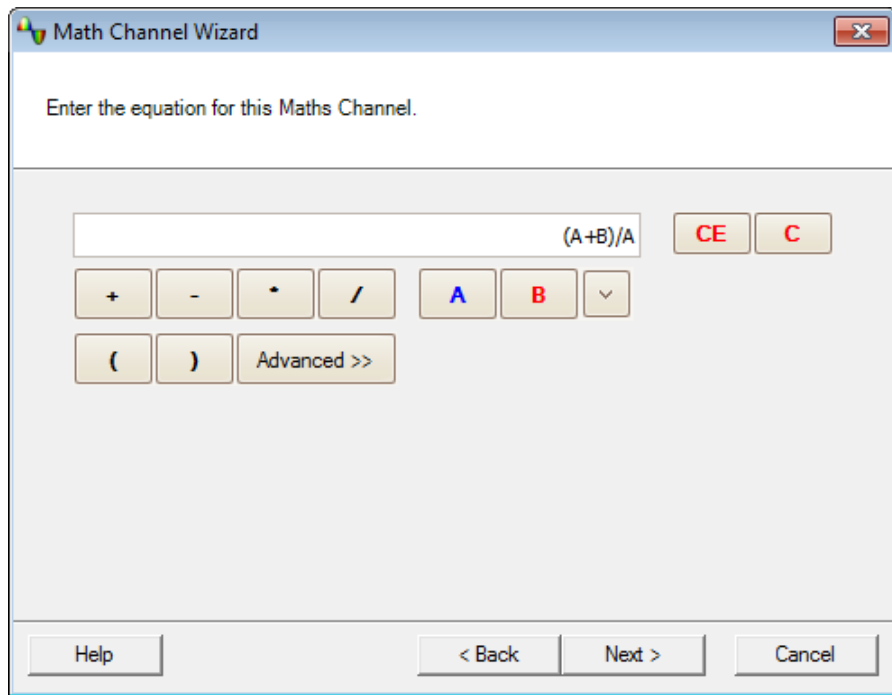 Math Channel Wizard
Enter the equation for this Maths Channel.
(A+B)/A CE C
+ - * / A B
( ) Advanced >>
Help < Back Next > Cancel